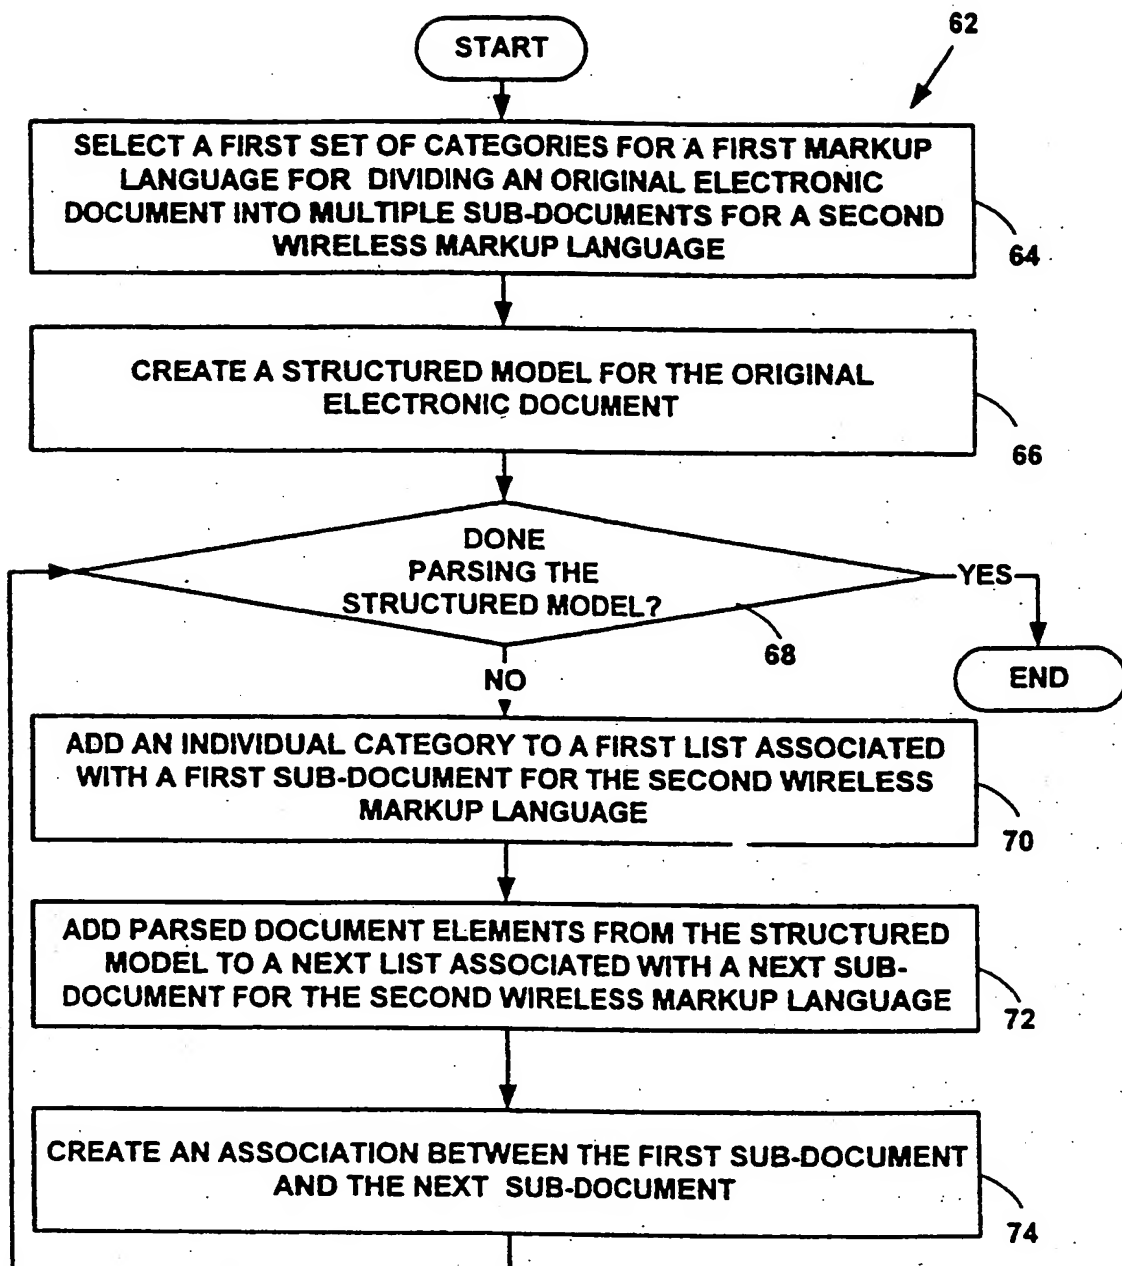 62
START
SELECT A FIRST SET OF CATEGORIES FOR A FIRST MARKUP
LANGUAGE FOR DIVIDING AN ORIGINAL ELECTRONIC
DOCUMENT INTO MULTIPLE SUB-DOCUMENTS FOR A SECOND
WIRELESS MARKUP LANGUAGE
64
CREATE A STRUCTURED MODEL FOR THE ORIGINAL
ELECTRONIC DOCUMENT
66
DONE
PARSING THE
STRUCTURED MODEL?
YES
68
END
NO
ADD AN INDIVIDUAL CATEGORY TO A FIRST LIST ASSOCIATED
WITH A FIRST SUB-DOCUMENT FOR THE SECOND WIRELESS
MARKUP LANGUAGE
70
ADD PARSED DOCUMENT ELEMENTS FROM THE STRUCTURED
MODEL TO A NEXT LIST ASSOCIATED WITH A NEXT SUB-
DOCUMENT FOR THE SECOND WIRELESS MARKUP LANGUAGE
72
CREATE AN ASSOCIATION BETWEEN THE FIRST SUB-DOCUMENT
AND THE NEXT SUB-DOCUMENT
74